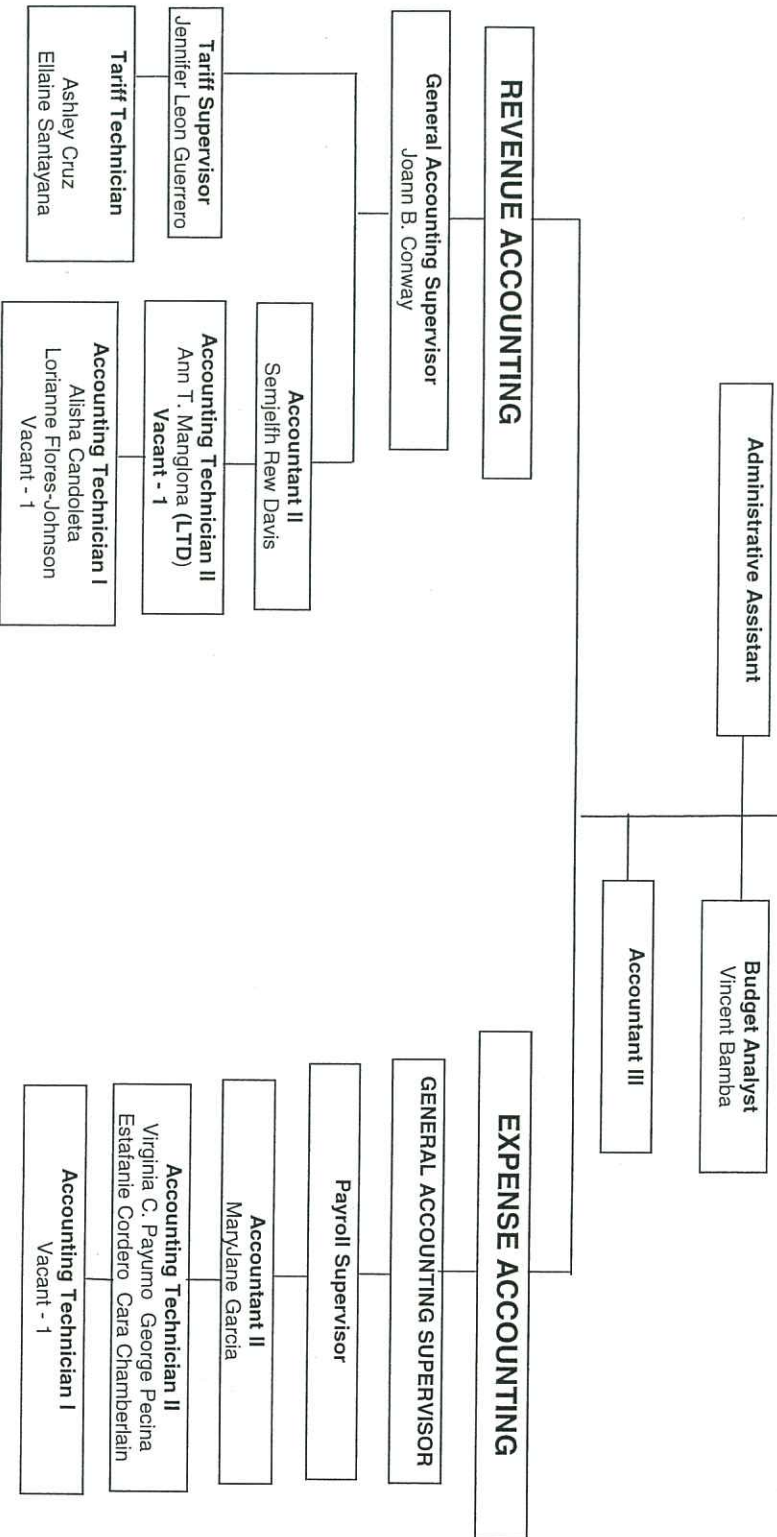 Administrative Assistant
Budget Analyst
Vincent Bamba
Accountant III
REVENUE ACCOUNTING
General Accounting Supervisor
Joann B. Conway
Tariff Supervisor
Jennifer Leon Guerrero
Tariff Technician
Ashley Cruz
Ellaine Santayana
Accountant II
Semjelfh Rew Davis
Accounting Technician II
Ann T. Manglona (LTD)
Vacant - 1
Accounting Technician I
Alisha Candoleta
Lorianne Flores-Johnson
Vacant - 1
EXPENSE ACCOUNTING
GENERAL ACCOUNTING SUPERVISOR
Payroll Supervisor
Accountant II
MaryJane Garcia
Accounting Technician II
Virginia C. Payumo George Pecina
Estafanie Cordero Cara Chamberlain
Accounting Technician I
Vacant - 1